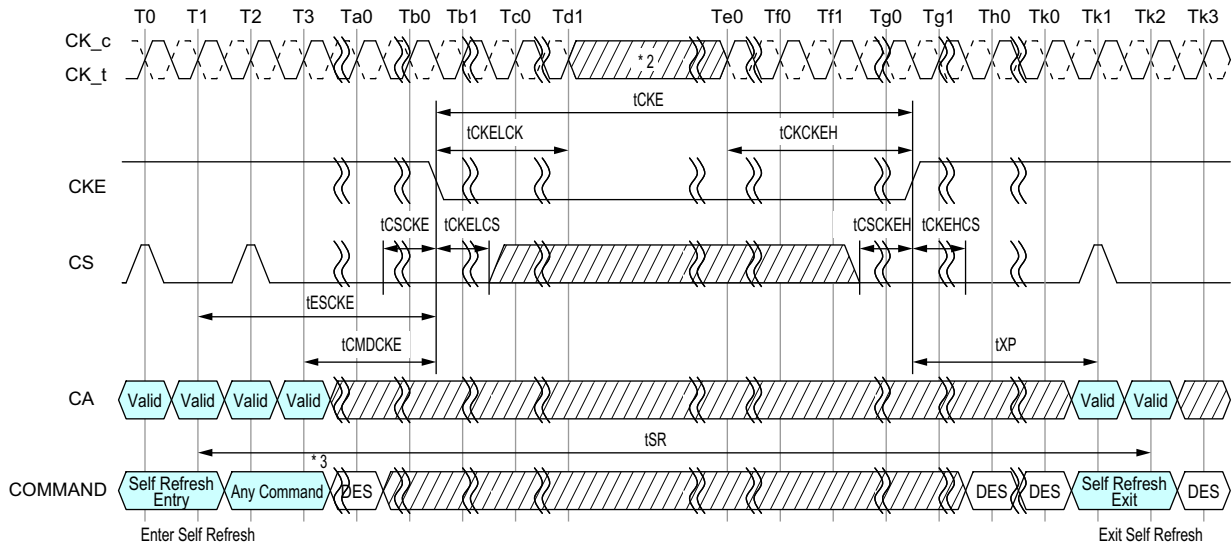 T0 T1 T2 T3 Ta0 Tb0 Tb1 Tc0 Td1 Te0 Tf0 Tf1 Tg0 Tg1 Th0 Tk0 Tk1 Tk2 Tk3
CK_c
CK_t
* 2
tCKE
tCKELCK tCKCKEH
CKE
tCSCKE tCKELCS tCSCKEH tCKEHCS
CS
tESCKE
tCMDCKE tXP
CA Valid Valid Valid Valid Valid Valid
tSR
* 3
COMMAND Self Refresh Entry Any Command DES DES DES Self Refresh Exit DES
Enter Self Refresh Exit Self Refresh